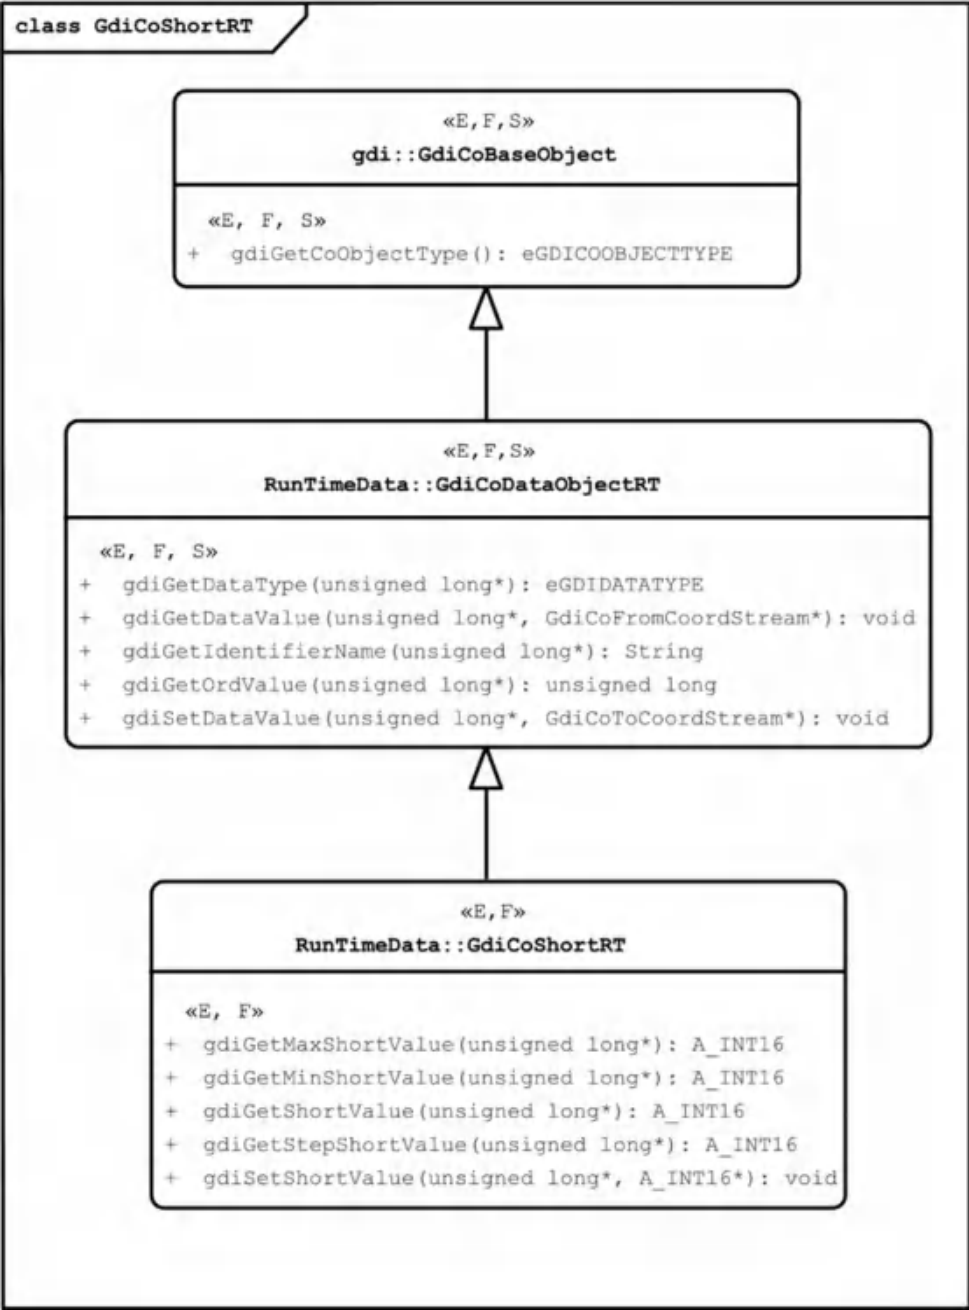 class GdiCoShortRT
«E,F,S»
gdi::GdiCoBaseObject
«E, F, S»
+ gdiGetCoObjectType(): eGDICOOBJECTTYPE
«E,F,S»
RunTimeData::GdiCoDataObjectRT
«E, F, S»
+ gdiGetDataType(unsigned long*): eGDIDATATYPE
+ gdiGetDataValue(unsigned long*, GdiCoFromCoordStream*): void
+ gdiGetIdentifierName(unsigned long*): String
+ gdiGetOrdValue(unsigned long*): unsigned long
+ gdiSetDataValue(unsigned long*, GdiCoToCoordStream*): void
«E,F»
RunTimeData::GdiCoShortRT
«E, F»
+ gdiGetMaxShortValue(unsigned long*): A_INT16
+ gdiGetMinShortValue(unsigned long*): A_INT16
+ gdiGetShortValue(unsigned long*): A_INT16
+ gdiGetStepShortValue(unsigned long*): A_INT16
+ gdiSetShortValue(unsigned long*, A_INT16*): void